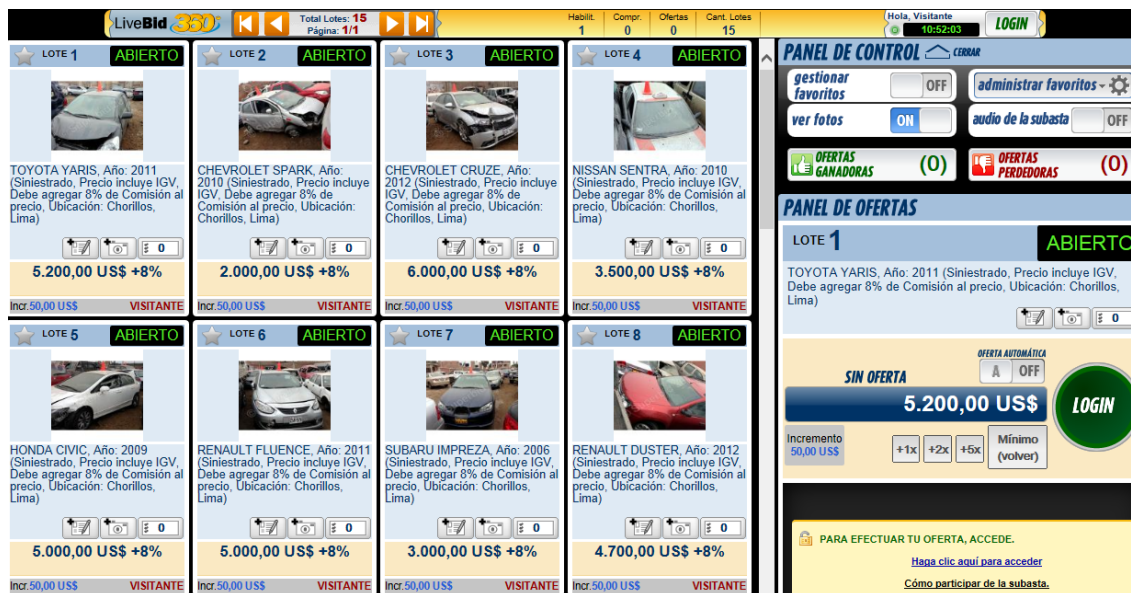 LiveBid 360
Total Lotes: 15
Página: 1/1
Habilit. Compr. Ofertas Cant. Lotes
1 0 0 15
Hola, Visitante
10:52:03
LOGIN
LOTE 1 ABIERTO
TOYOTA YARIS, Año: 2011
(Siniestrado, Precio incluye IGV,
Debe agregar 8% de Comisión al
precio, Ubicación: Chorillos,
Lima)
0
5.200,00 US$ +8%
Incr.50,00 US$ VISITANTE
LOTE 2 ABIERTO
CHEVROLET SPARK, Año:
2010 (Siniestrado, Precio incluye
IGV, Debe agregar 8% de
Comisión al precio, Ubicación:
Chorillos, Lima)
0
2.000,00 US$ +8%
Incr.50,00 US$ VISITANTE
LOTE 3 ABIERTO
CHEVROLET CRUZE, Año:
2012 (Siniestrado, Precio incluye
IGV, Debe agregar 8% de
Comisión al precio, Ubicación:
Chorillos, Lima)
0
6.000,00 US$ +8%
Incr.50,00 US$ VISITANTE
LOTE 4 ABIERTO
NISSAN SENTRA, Año: 2010
(Siniestrado, Precio incluye IGV,
Debe agregar 8% de Comisión al
precio, Ubicación: Chorillos,
Lima)
0
3.500,00 US$ +8%
Incr.50,00 US$ VISITANTE
LOTE 5 ABIERTO
HONDA CIVIC, Año: 2009
(Siniestrado, Precio incluye IGV,
Debe agregar 8% de Comisión al
precio, Ubicación: Chorillos,
Lima)
0
5.000,00 US$ +8%
Incr.50,00 US$ VISITANTE
LOTE 6 ABIERTO
RENAULT FLUENCE, Año: 2011
(Siniestrado, Precio incluye IGV,
Debe agregar 8% de Comisión al
precio, Ubicación: Chorillos,
Lima)
0
5.000,00 US$ +8%
Incr.50,00 US$ VISITANTE
LOTE 7 ABIERTO
SUBARU IMPREZA, Año: 2006
(Siniestrado, Precio incluye IGV,
Debe agregar 8% de Comisión al
precio, Ubicación: Chorillos,
Lima)
0
3.000,00 US$ +8%
Incr.50,00 US$ VISITANTE
LOTE 8 ABIERTO
RENAULT DUSTER, Año: 2012
(Siniestrado, Precio incluye IGV,
Debe agregar 8% de Comisión al
precio, Ubicación: Chorillos,
Lima)
0
4.700,00 US$ +8%
Incr.50,00 US$ VISITANTE
PANEL DE CONTROL CERRAR
gestionar
favoritos OFF
administrar favoritos
ver fotos ON
audio de la subasta OFF
OFERTAS
GANADORAS (0)
OFERTAS
PERDEDORAS (0)
PANEL DE OFERTAS
LOTE 1 ABIERTO
TOYOTA YARIS, Año: 2011 (Siniestrado, Precio incluye IGV,
Debe agregar 8% de Comisión al precio, Ubicación: Chorillos,
Lima)
0
OFERTA AUTOMÁTICA
SIN OFERTA A OFF
5.200,00 US$
LOGIN
Incremento
50,00 US$
+1x +2x +5x
Mínimo
(volver)
PARA EFECTUAR TU OFERTA, ACCEDE.
Haga clic aquí para acceder
Cómo participar de la subasta.